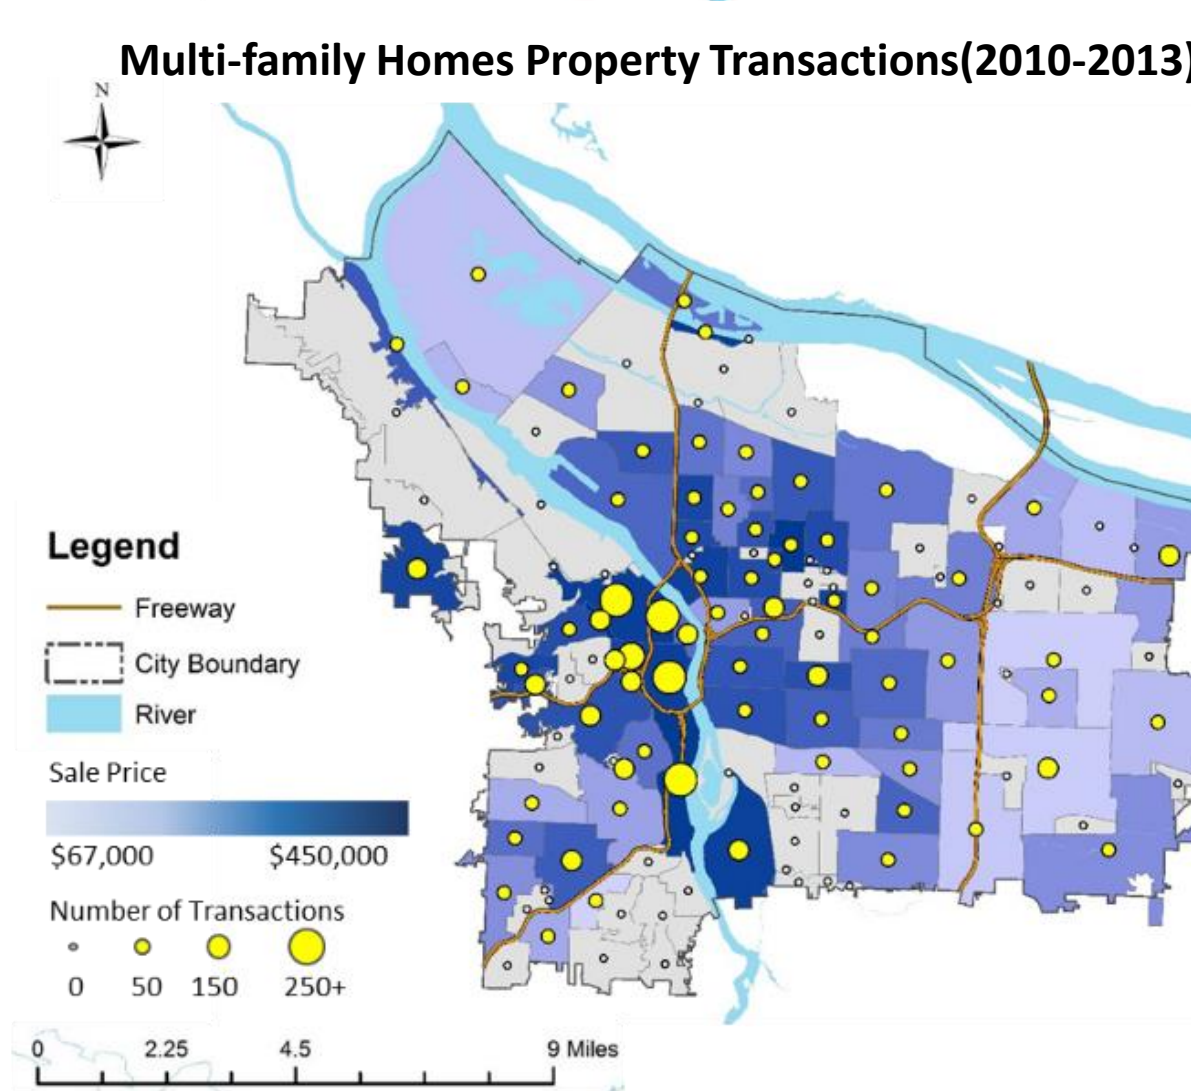 Multi-family Homes Property Transactions(2010-2013)
N
Legend
Freeway
City Boundary
River
Sale Price
$67,000 $450,000
Number of Transactions
0 50 150 250+
0 2.25 4.5 9 Miles